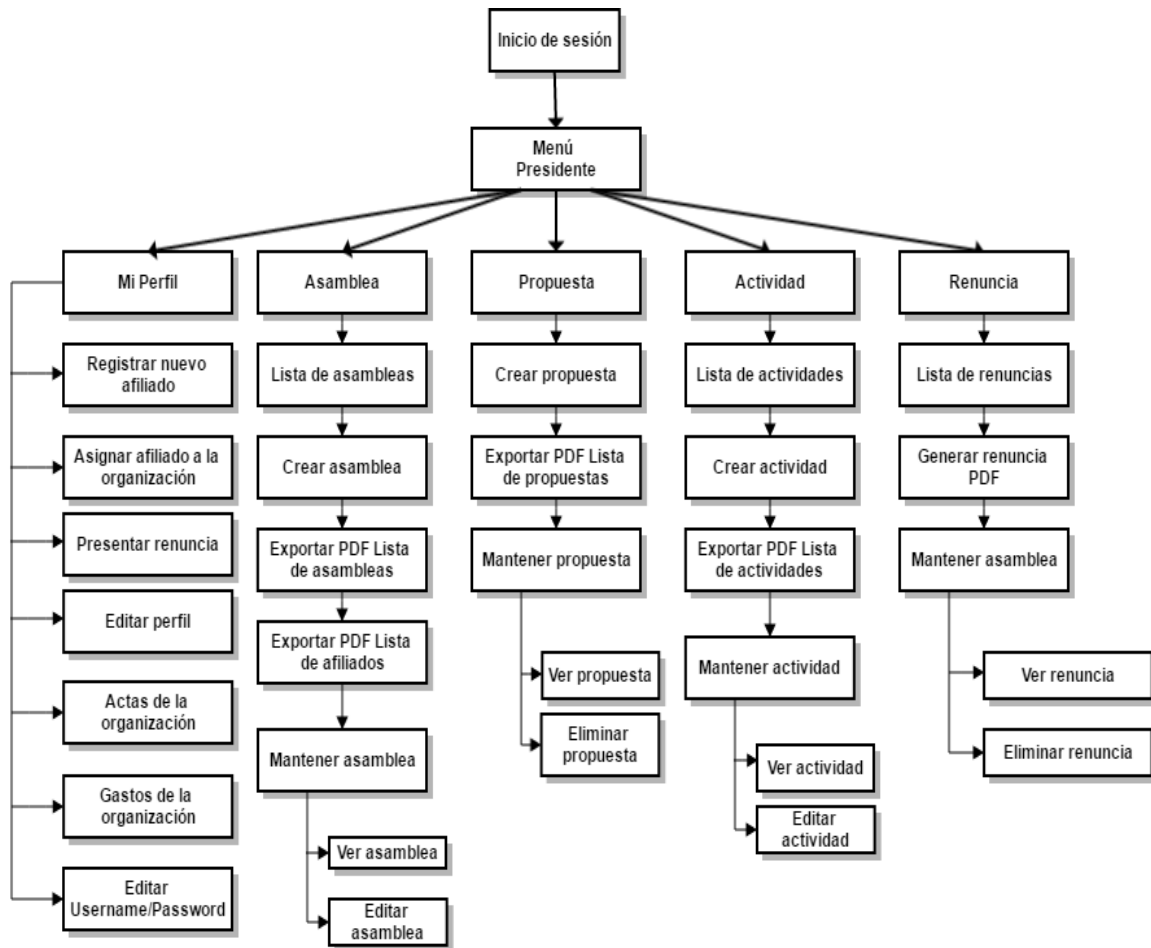 Inicio de sesión
Menú
Presidente
Mi Perfil
Asamblea
Propuesta
Actividad
Renuncia
Registrar nuevo
afiliado
Lista de asambleas
Crear propuesta
Lista de actividades
Lista de renuncias
Asignar afiliado a la
organización
Crear asamblea
Exportar PDF Lista
de propuestas
Crear actividad
Generar renuncia
PDF
Presentar renuncia
Exportar PDF Lista
de asambleas
Mantener propuesta
Exportar PDF Lista
de actividades
Mantener asamblea
Editar perfil
Exportar PDF Lista
de afiliados
Ver propuesta
Mantener actividad
Ver renuncia
Actas de la
organización
Eliminar
propuesta
Mantener asamblea
Ver actividad
Eliminar renuncia
Gastos de la
organización
Editar
actividad
Ver asamblea
Editar
Username/Password
Editar
asamblea